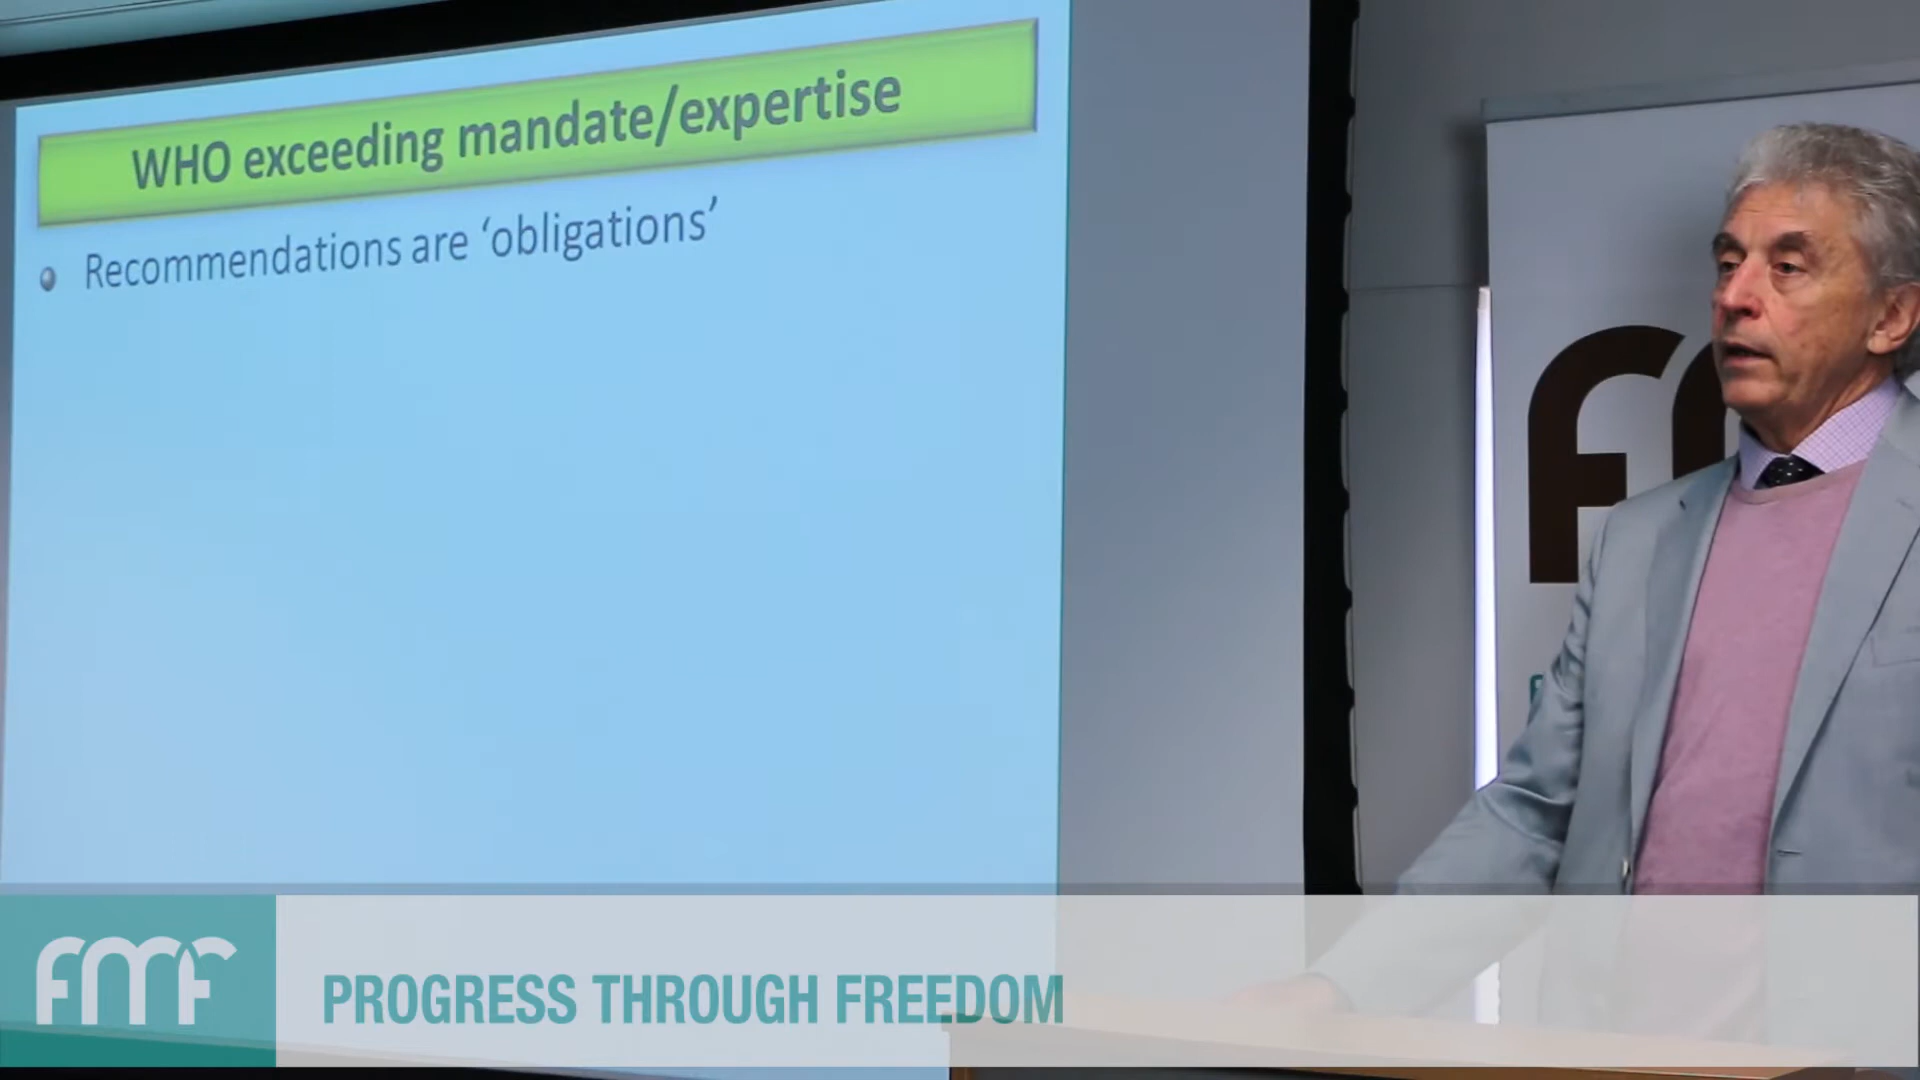 WHO exceeding mandate/expertise
Recommendations are ‘obligations’
FMF
PROGRESS THROUGH FREEDOM